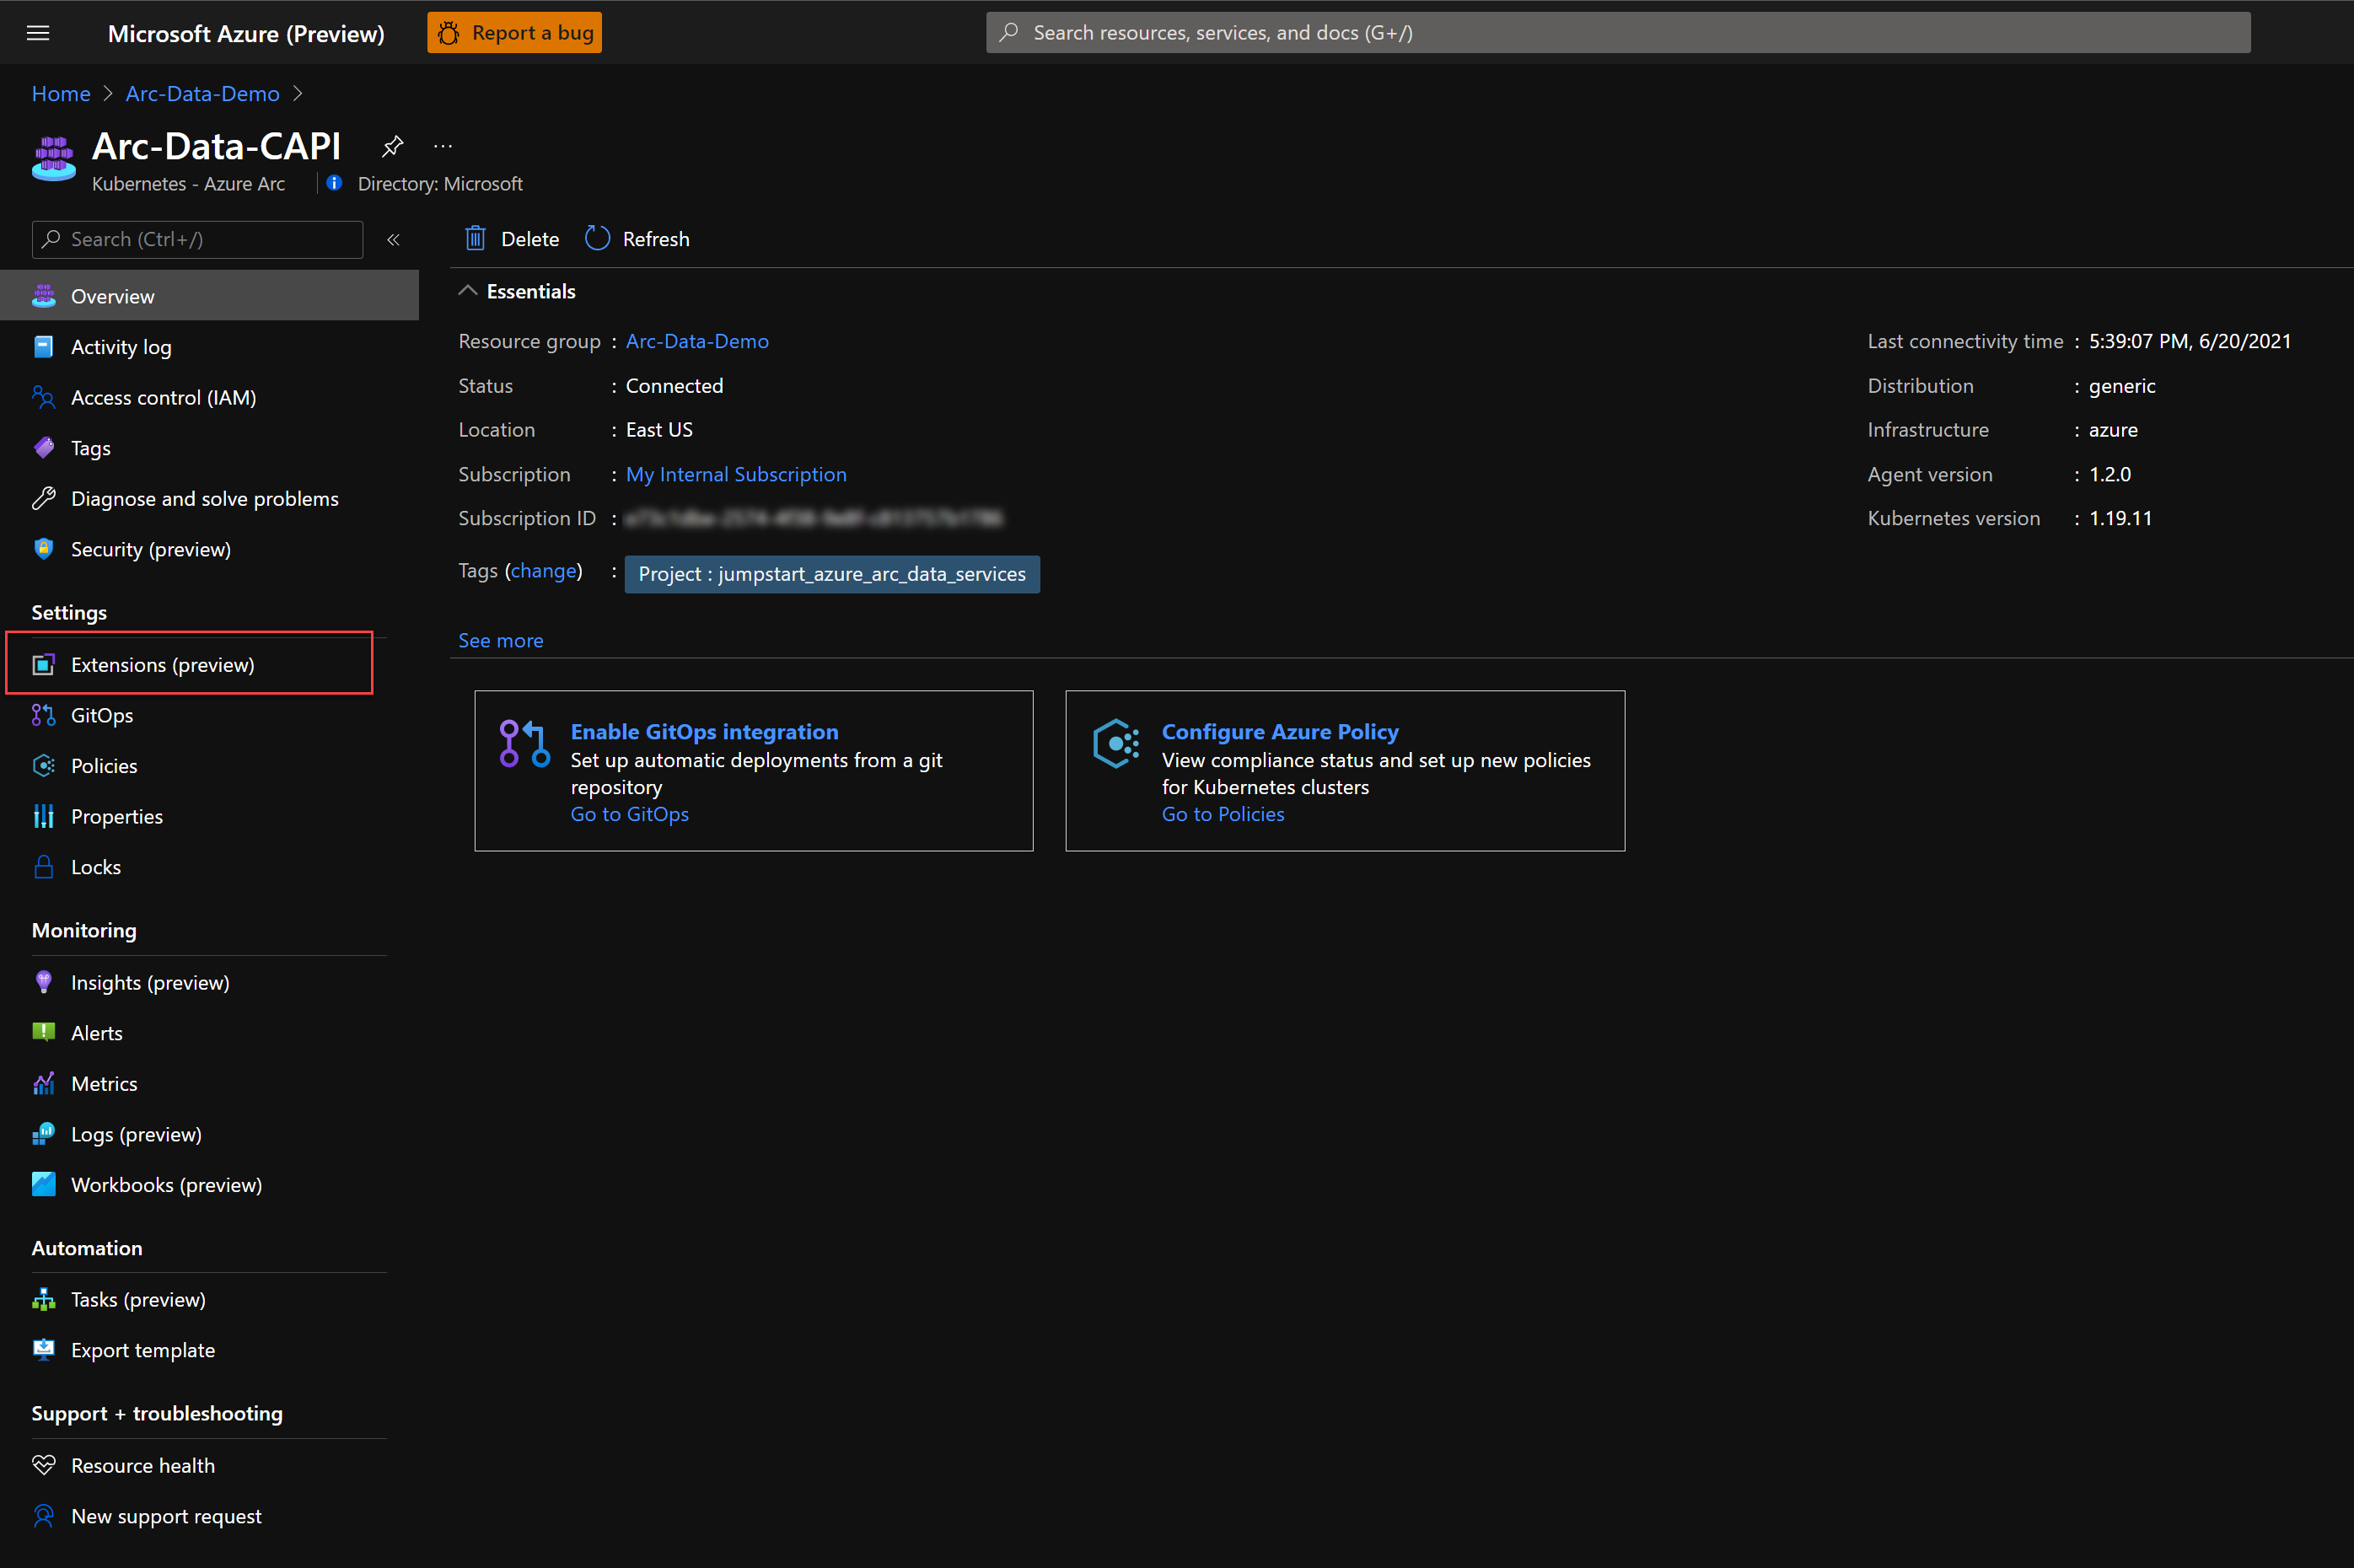 Microsoft Azure (Preview)
Report a bug
Search resources, services, and docs (G+/)
Home > Arc-Data-Demo >
Arc-Data-CAPI
Kubernetes - Azure Arc
Directory: Microsoft
Search (Ctrl+/)
Overview
Activity log
Access control (IAM)
Tags
Diagnose and solve problems
Security (preview)
Settings
Extensions (preview)
GitOps
Policies
Properties
Locks
Monitoring
Insights (preview)
Alerts
Metrics
Logs (preview)
Workbooks (preview)
Automation
Tasks (preview)
Export template
Support + troubleshooting
Resource health
New support request
Delete
Refresh
Essentials
Resource group : Arc-Data-Demo
Status : Connected
Location : East US
Subscription : My Internal Subscription
Subscription ID :
Tags (change) : Project : jumpstart_azure_arc_data_services
See more
Last connectivity time : 5:39:07 PM, 6/20/2021
Distribution : generic
Infrastructure : azure
Agent version : 1.2.0
Kubernetes version : 1.19.11
Enable GitOps integration
Set up automatic deployments from a git
repository
Go to GitOps
Configure Azure Policy
View compliance status and set up new policies
for Kubernetes clusters
Go to Policies